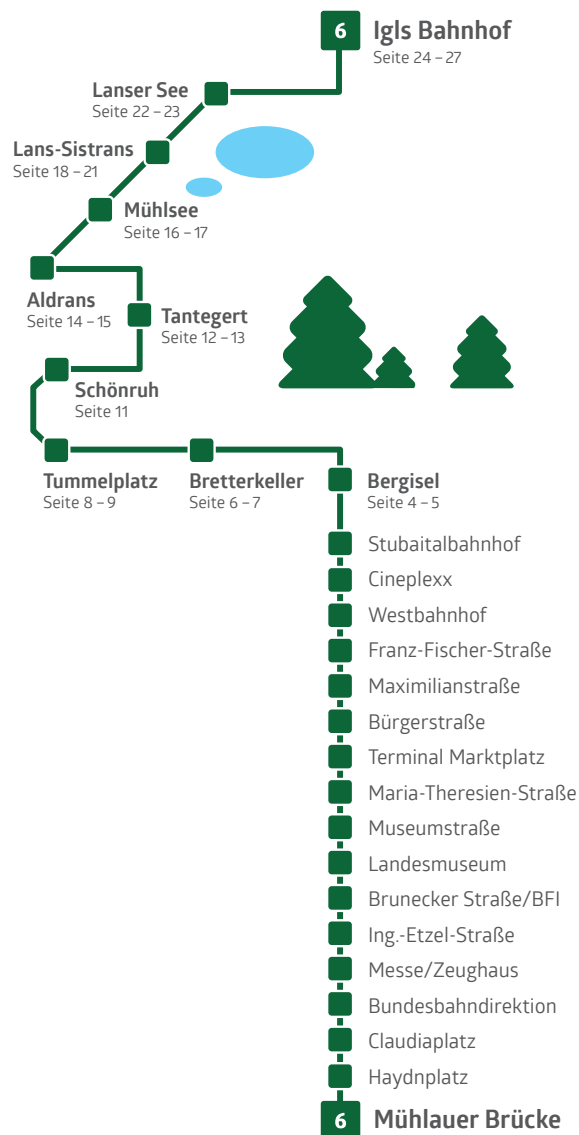 6
Igls Bahnhof
Seite 24 – 27
Lanser See
Seite 22 – 23
Lans-Sistrans
Seite 18 – 21
Mühlsee
Seite 16 – 17
Aldrans
Seite 14 – 15
Tantegert
Seite 12 – 13
Schönruh
Seite 11
Tummelplatz
Seite 8 – 9
Bretterkeller
Seite 6 – 7
Bergisel
Seite 4 – 5
Stubaitalbahnhof
Cineplexx
Westbahnhof
Franz-Fischer-Straße
Maximilianstraße
Bürgerstraße
Terminal Marktplatz
Maria-Theresien-Straße
Museumstraße
Landesmuseum
Brunecker Straße/BFI
Ing.-Etzel-Straße
Messe/Zeughaus
Bundesbahndirektion
Claudiaplatz
Haydnplatz
6
Mühlauer Brücke